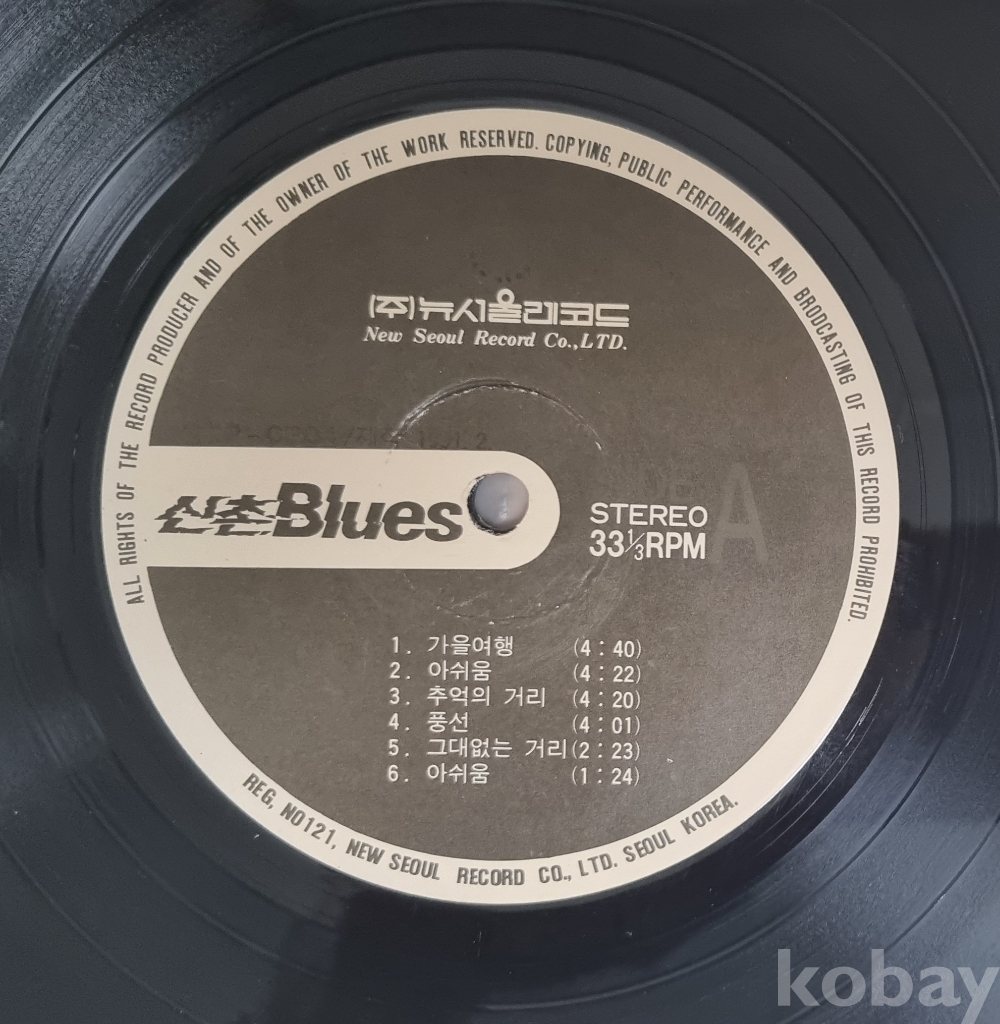 ALL RIGHTS OF THE RECORD PRODUCER AND OF THE OWNER OF THE WORK RESERVED. COPYING, PUBLIC PERFORMANCE AND BRODCASTING OF THIS RECORD PROHIBITED.
(주)뉴서울레코드
New Seoul Record Co.,LTD.
신촌Blues
STEREO
33⅓RPM
A
1. 가을여행 (4 : 40)
2. 아쉬움 (4 : 22)
3. 추억의 거리 (4 : 20)
4. 풍선 (4 : 01)
5. 그대없는 거리 (2 : 23)
6. 아쉬움 (1 : 24)
REG, NO121, NEW SEOUL RECORD CO., LTD. SEOUL KOREA.
kobay